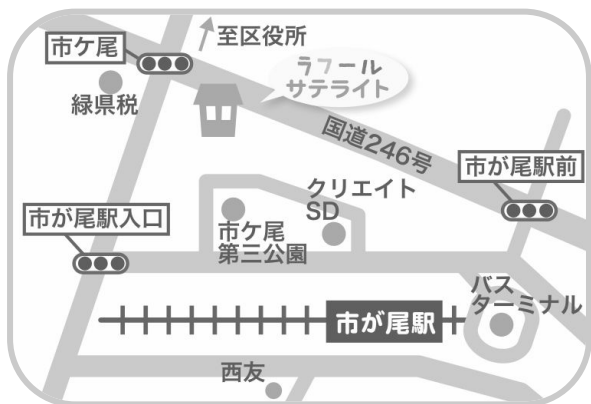 至区役所
市ケ尾
ラフール
サテライト
緑県税
国道246号
市が尾駅前
クリエイト
SD
市が尾駅入口
市ケ尾
第三公園
バス
ターミナル
市が尾駅
西友